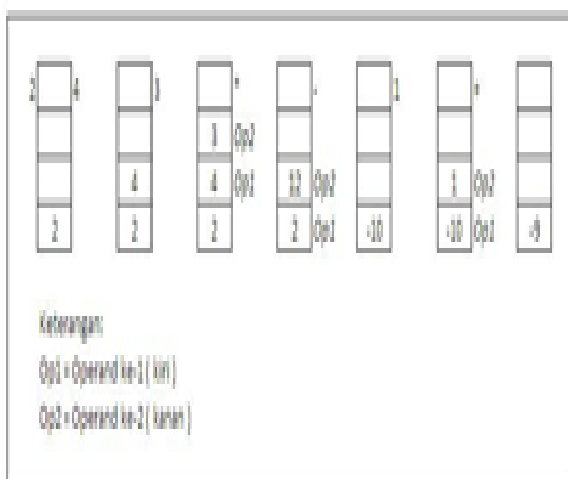 2 4 3 * - 1 +
3 Op2
4 4 Op1 12 Op2 1 Op2
2 2 2 2 Op1 -10 -10 Op1 -9
Keterangan:
Op1 = Operand ke-1 ( kiri )
Op2 = Operand ke-2 ( kanan )